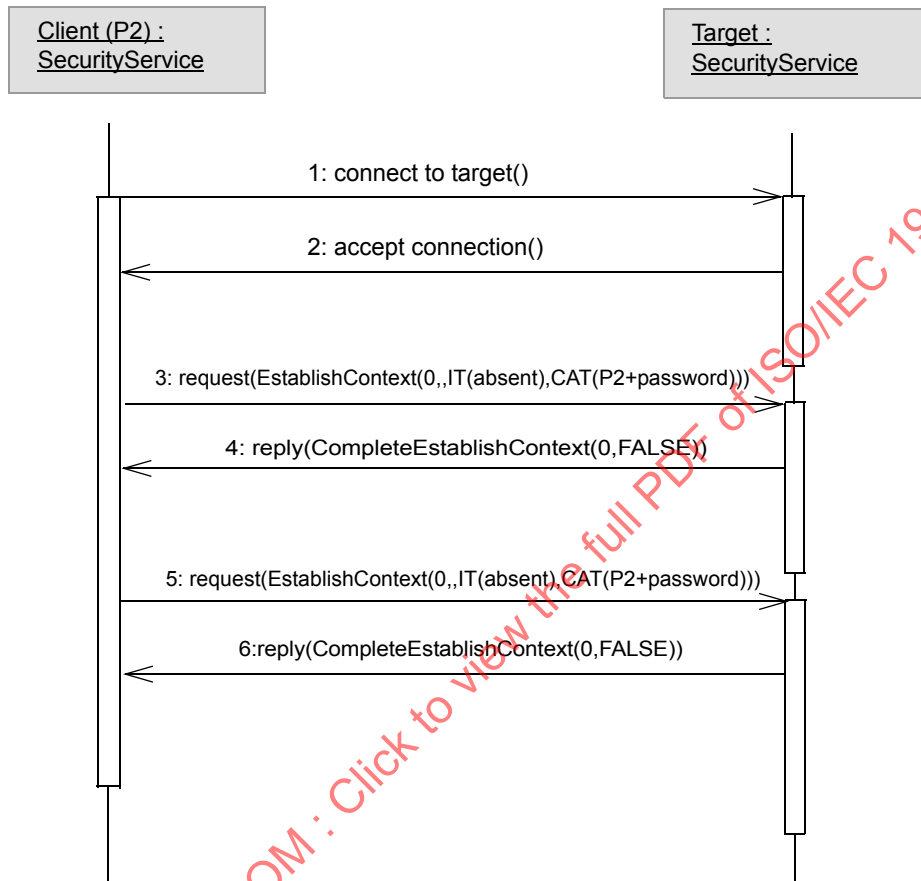 Client (P2) :
SecurityService
Target :
SecurityService
1: connect to target()
2: accept connection()
3: request(EstablishContext(0,,IT(absent),CAT(P2+password)))
4: reply(CompleteEstablishContext(0,FALSE))
5: request(EstablishContext(0,,IT(absent),CAT(P2+password)))
6:reply(CompleteEstablishContext(0,FALSE))
OM : Click to view the full PDF of ISO/IEC 19